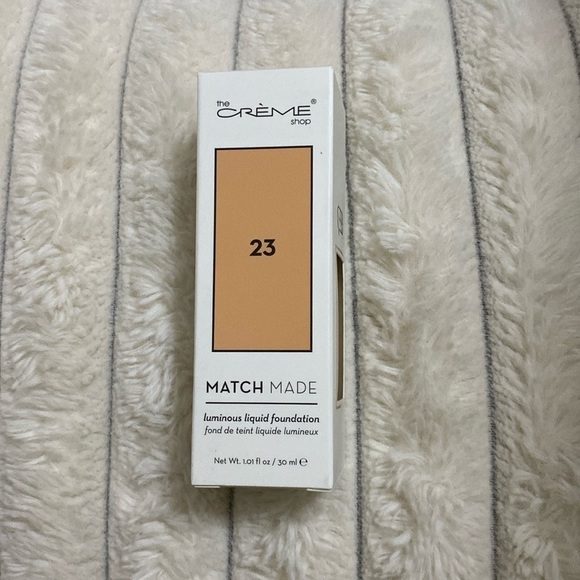 the
CRÈME®
shop
23
MATCH MADE
luminous liquid foundation
fond de teint liquide lumineux
Net Wt. 1.01 fl oz / 30 ml ℮